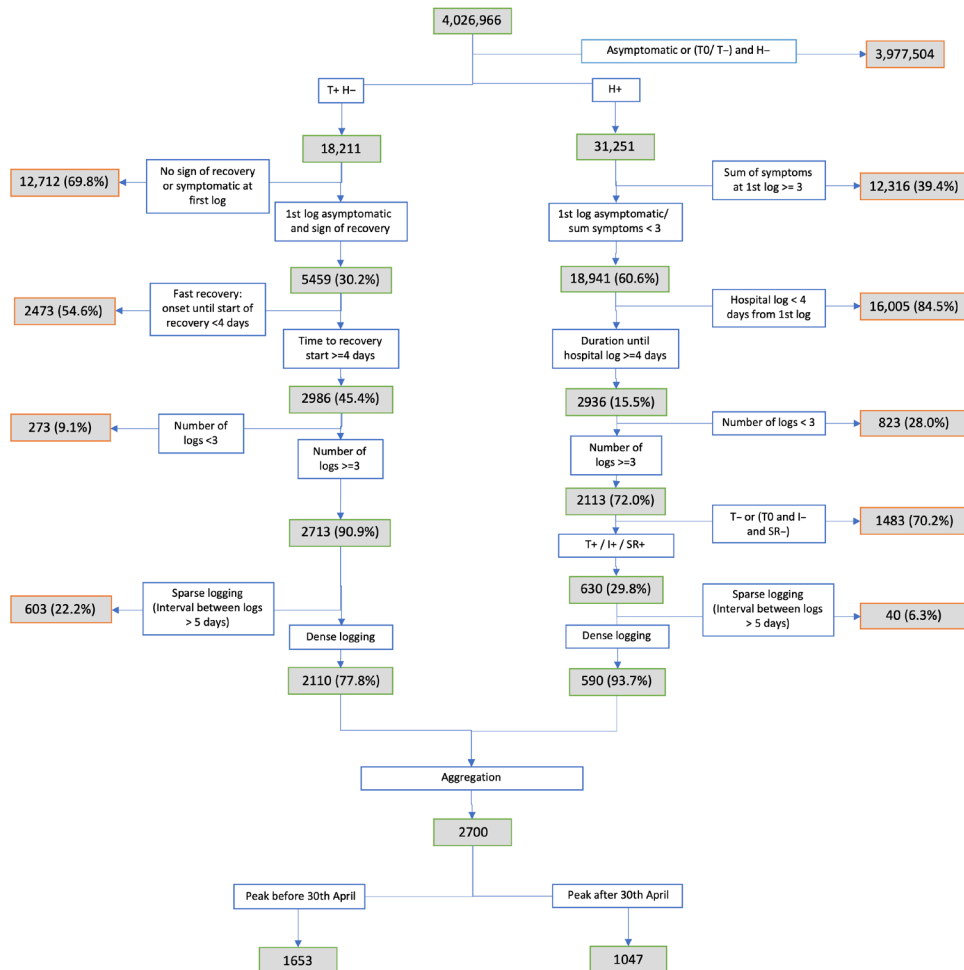 4,026,966
Asymptomatic or (T0/ T−) and H−
3,977,504
T+ H−
H+
18,211
31,251
12,712 (69.8%)
No sign of recovery
or symptomatic at
first log
Sum of symptoms
at 1st log >= 3
12,316 (39.4%)
1st log asymptomatic
and sign of recovery
1st log asymptomatic/
sum symptoms < 3
5459 (30.2%)
18,941 (60.6%)
2473 (54.6%)
Fast recovery:
onset until start of
recovery <4 days
Hospital log < 4
days from 1st log
16,005 (84.5%)
Time to recovery
start >=4 days
Duration until
hospital log >=4 days
2986 (45.4%)
2936 (15.5%)
273 (9.1%)
Number of
logs <3
Number of logs < 3
823 (28.0%)
Number of
logs >=3
Number of
logs >=3
2113 (72.0%)
2713 (90.9%)
T− or (T0 and I−
and SR−)
1483 (70.2%)
T+ / I+ / SR+
630 (29.8%)
603 (22.2%)
Sparse logging
(Interval between logs
> 5 days)
Sparse logging
(Interval between logs
> 5 days)
40 (6.3%)
Dense logging
Dense logging
2110 (77.8%)
590 (93.7%)
Aggregation
2700
Peak before 30th April
Peak after 30th April
1653
1047